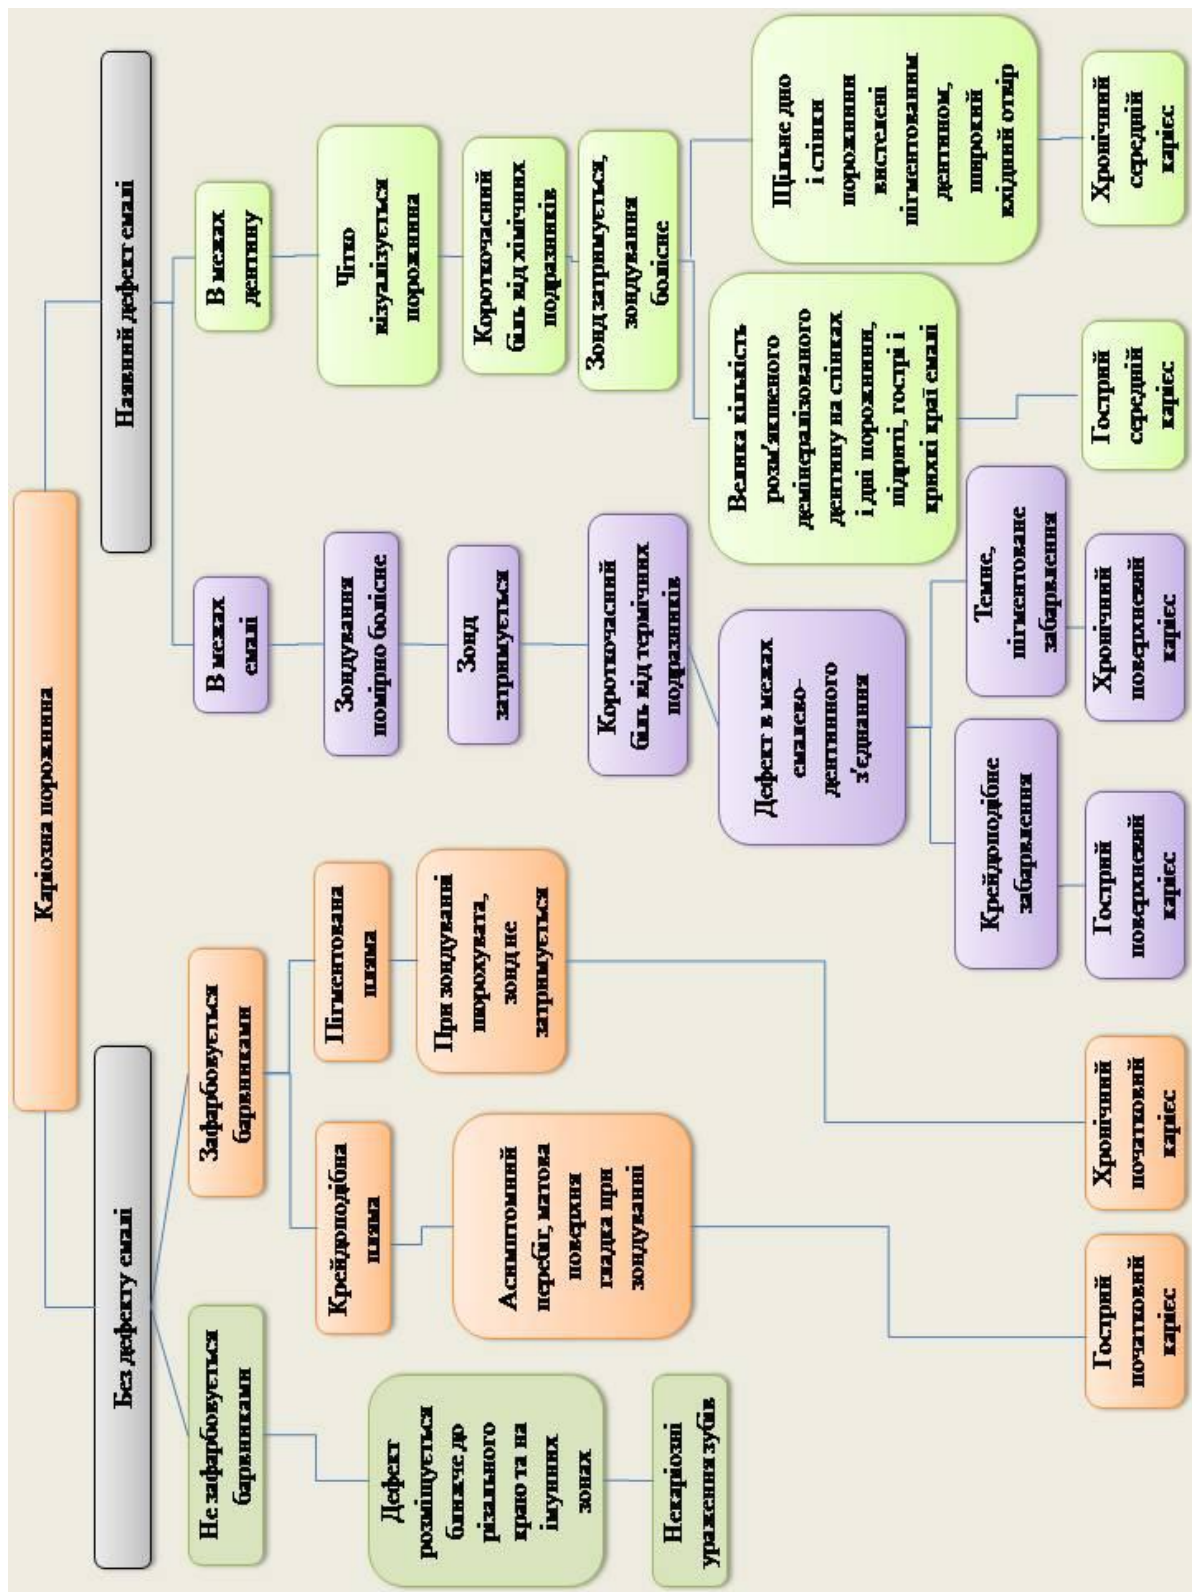 Каріозна порожнина
Без дефекту емалі
Наявний дефект емалі
Не зафарбовується
барвниками
Зафарбовується
барвниками
В межах
емалі
В межах
дентину
Дефект
розміщується
ближче до
різального
краю та на
імунних
зонах
Некаріозні
ураження зубів
Крейдоподібна
пляма
Пігментована
пляма
Асимптомний
перебіг, матова
поверхня
гладка при
зондуванні
При зондуванні
шорохувата,
зонд не
затримується
Зондування
помірно болісне
Зонд
затримується
Короткочасний
біль від термічних
подразників
Дефект в межах
емалево-
дентинного
з'єднання
Крейдоподібне
забарвлення
Темне,
пігментоване
забарвлення
Чітко
візуалізується
порожнина
Короткочасний
біль від хімічних
подразників
Зонд затримується,
зондування
болісне
Велика кількість
розм'якшеного
демінералізованого
дентину на стінках
і дні порожнини,
підриті, гострі і
крихкі краї емалі
Щільне дно
і стінки
порожнини
вистелені
пігментованим
дентином,
широкий
вхідний отвір
Гострий
початковий
карієс
Хронічний
початковий
карієс
Гострий
поверхневий
карієс
Хронічний
поверхневий
карієс
Гострий
середній
карієс
Хронічний
середній
карієс